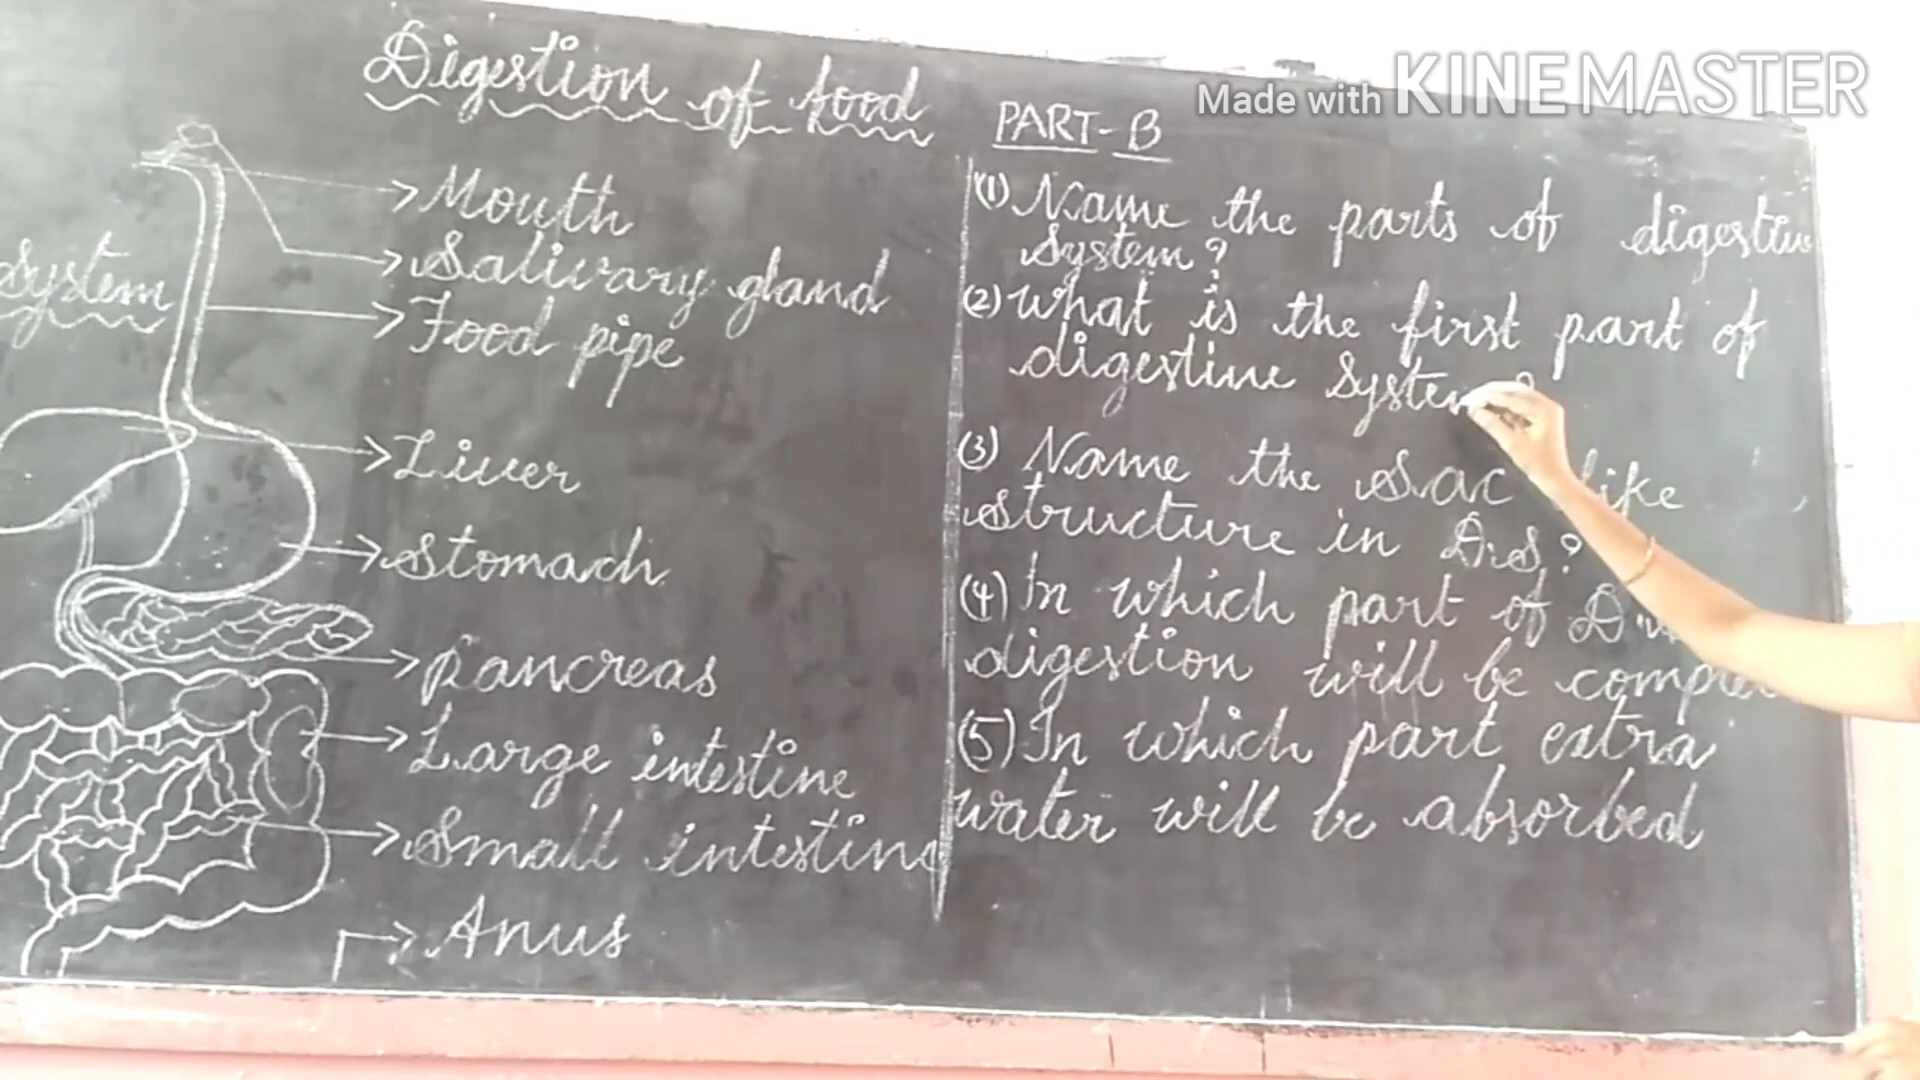 Made with KINEMASTER
Digestion of food
System
Mouth
Salivary gland
Food pipe
Liver
Stomach
Pancreas
Large intestine
Small intestine
Anus
PART-B
(1) Name the parts of digestive
System?
(2) What is the first part of
digestive System?
(3) Name the Sac like
structure in D.S?
(4) In which part of
digestion will be
(5) In which part extra
water will be absorbed